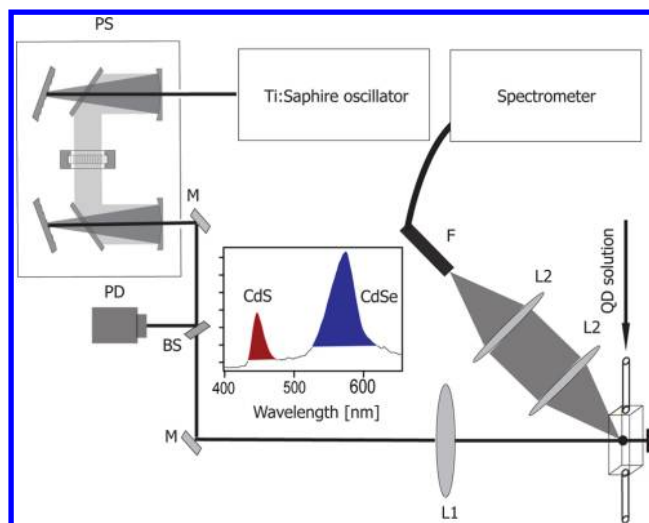 PS
Ti:Saphire oscillator
Spectrometer
M
F
PD
BS
CdS
CdSe
400 500 600
Wavelength [nm]
L2
L2
QD solution
M
L1